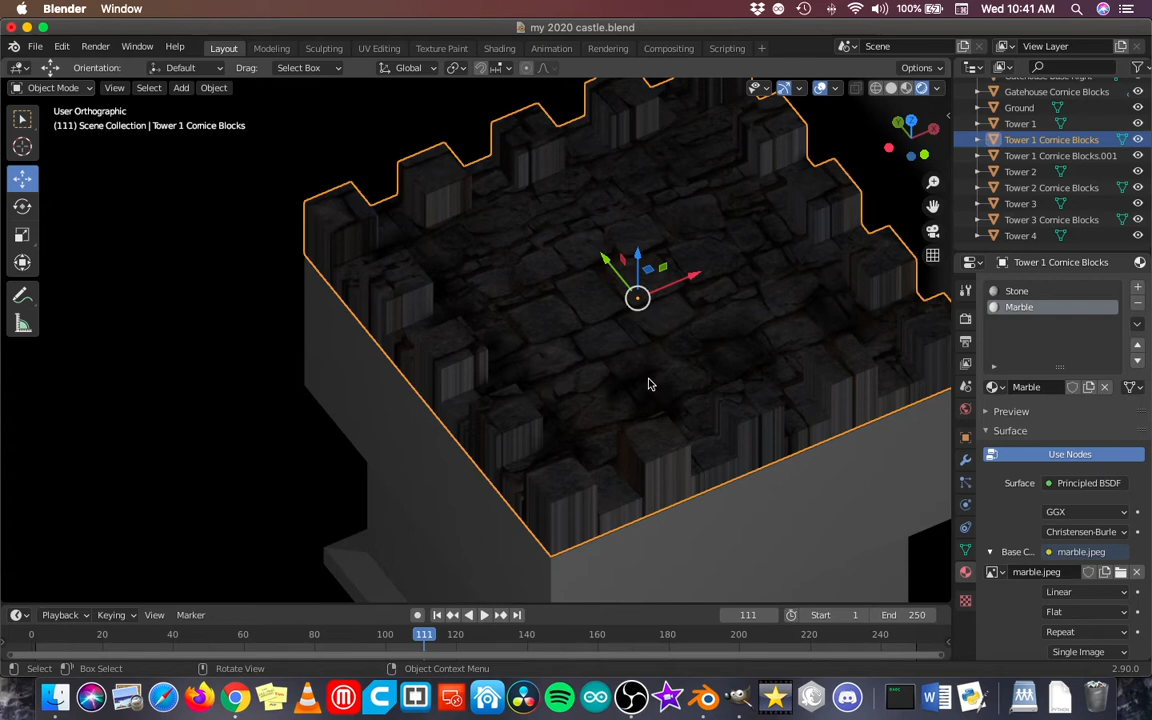 Blender Window 100% Wed 10:41 AM
my 2020 castle.blend
File Edit Render Window Help Layout Modeling Sculpting UV Editing Texture Paint Shading Animation Rendering Compositing Scripting + Scene View Layer
Orientation: Default Drag: Select Box Global Options
Object Mode View Select Add Object
User Orthographic
(111) Scene Collection | Tower 1 Cornice Blocks
Gatehouse Cornice Blocks
Ground
Tower 1
Tower 1 Cornice Blocks
Tower 1 Cornice Blocks.001
Tower 2
Tower 2 Cornice Blocks
Tower 3
Tower 3 Cornice Blocks
Tower 4
Tower 1 Cornice Blocks
Stone
Marble
Marble
Preview
Surface
Use Nodes
Surface Principled BSDF
GGX
Christensen-Burle
Base C... marble.jpeg
marble.jpeg
Linear
Flat
Repeat
Single Image
Playback Keying View Marker 111 Start 1 End 250
0 20 40 60 80 100 111 120 140 160 180 200 220 240
Select Box Select Rotate View Object Context Menu 2.90.0